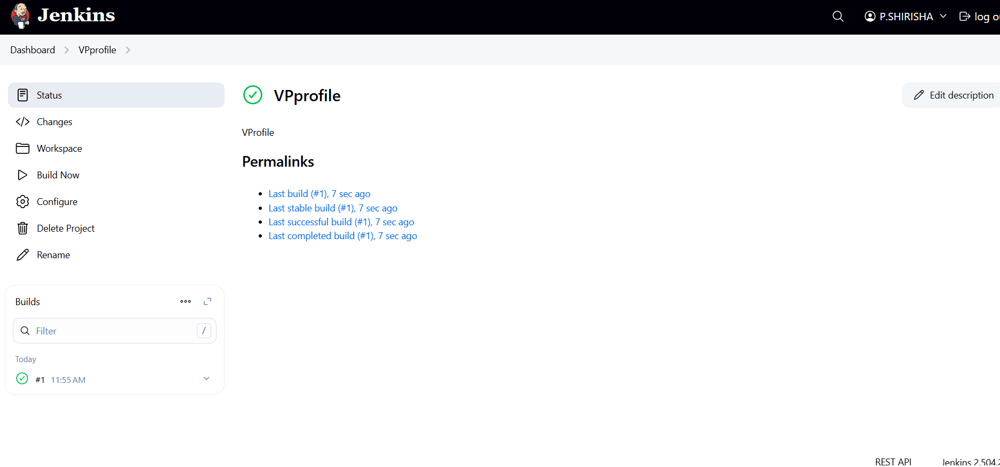 Jenkins
P.SHIRISHA
log
Dashboard
VPprofile
Status
Changes
Workspace
Build Now
Configure
Delete Project
Rename
Builds
Filter
/
Today
#1 11:55 AM
VPprofile
Edit description
VProfile
Permalinks
Last build (#1), 7 sec ago
Last stable build (#1), 7 sec ago
Last successful build (#1), 7 sec ago
Last completed build (#1), 7 sec ago
REST API
Jenkins 2.504.